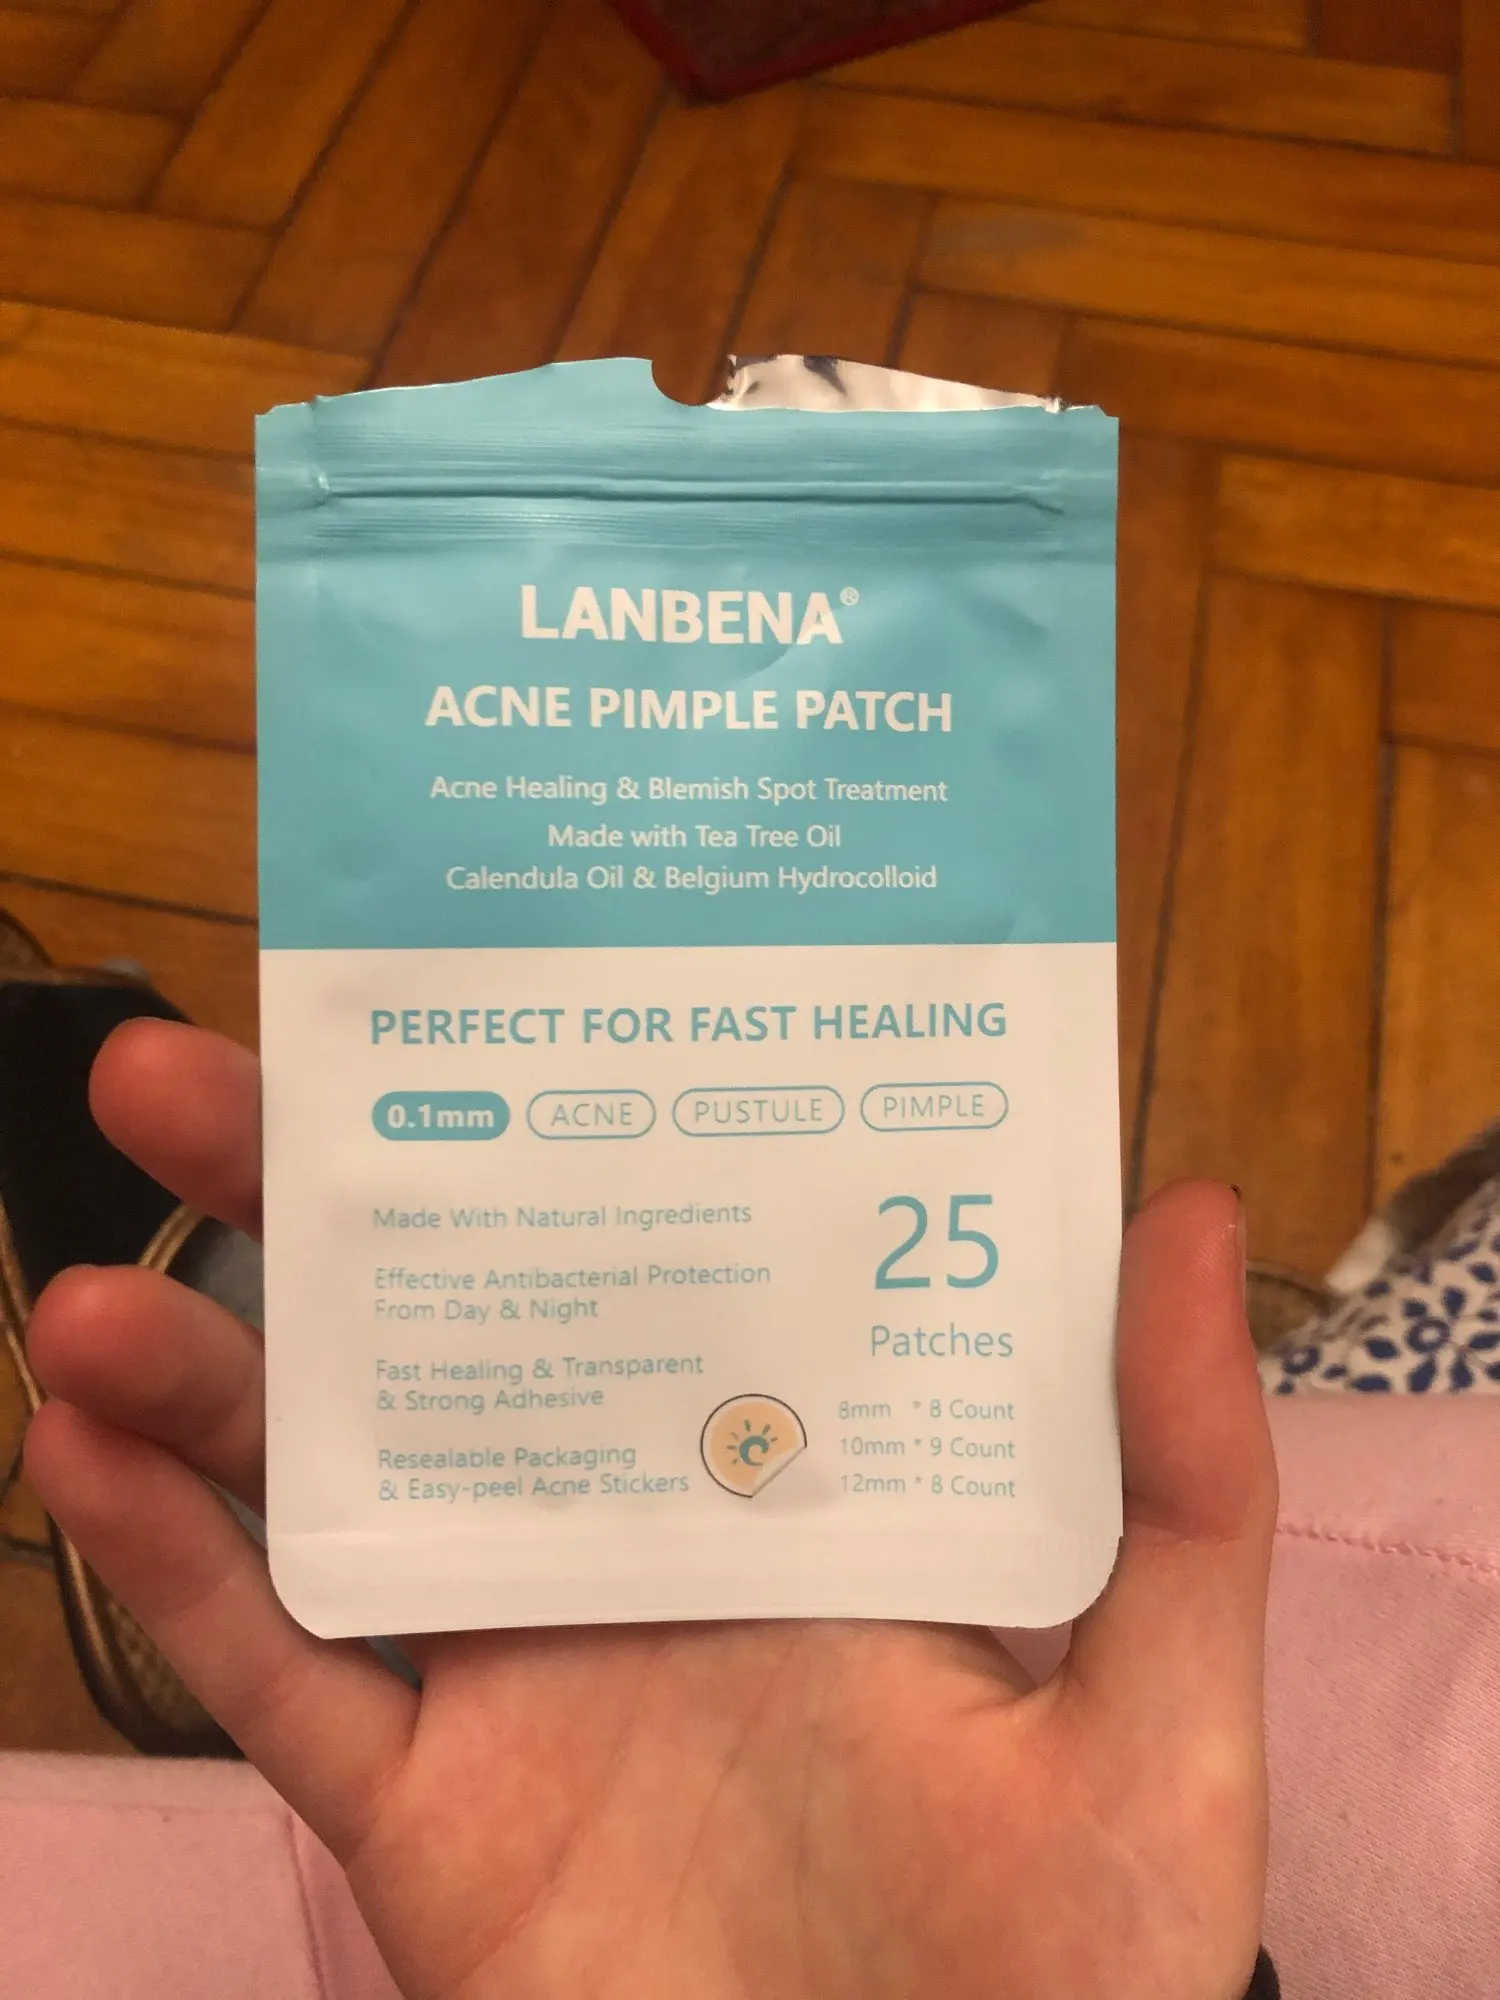 LANBENA®
ACNE PIMPLE PATCH
Acne Healing & Blemish Spot Treatment
Made with Tea Tree Oil
Calendula Oil & Belgium Hydrocolloid
PERFECT FOR FAST HEALING
0.1mm ACNE PUSTULE PIMPLE
Made With Natural Ingredients
Effective Antibacterial Protection
From Day & Night
Fast Healing & Transparent
& Strong Adhesive
Resealable Packaging
& Easy-peel Acne Stickers
25
Patches
8mm * 8 Count
10mm * 9 Count
12mm * 8 Count